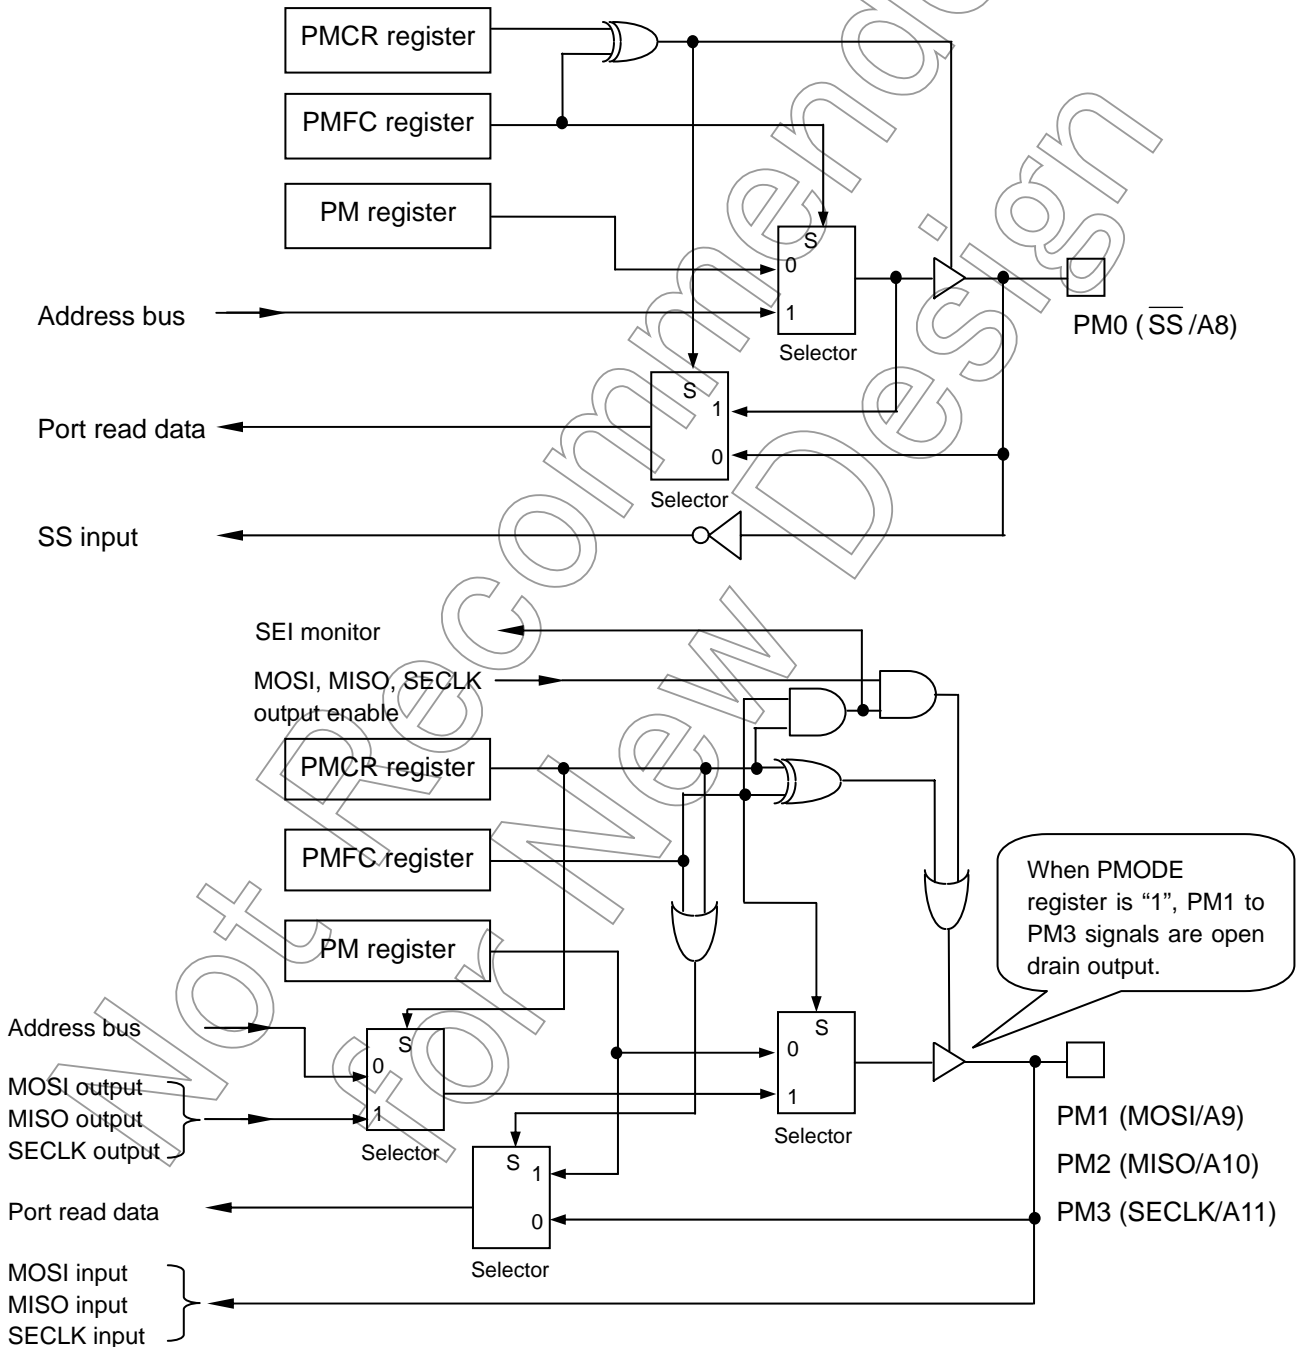 PMCR register
PMFC register
PM register
S
0
1
Selector
Address bus
PM0 ( SS /A8)
S
1
0
Selector
Port read data
SS input
SEI monitor
MOSI, MISO, SECLK
output enable
PMCR register
PMFC register
PM register
When PMODE
register is “1”, PM1 to
PM3 signals are open
drain output.
Address bus
S
0
1
Selector
MOSI output
MISO output
SECLK output
S
0
1
Selector
S
1
0
Selector
PM1 (MOSI/A9)
PM2 (MISO/A10)
PM3 (SECLK/A11)
Port read data
MOSI input
MISO input
SECLK input
Not Recommende
for New Design